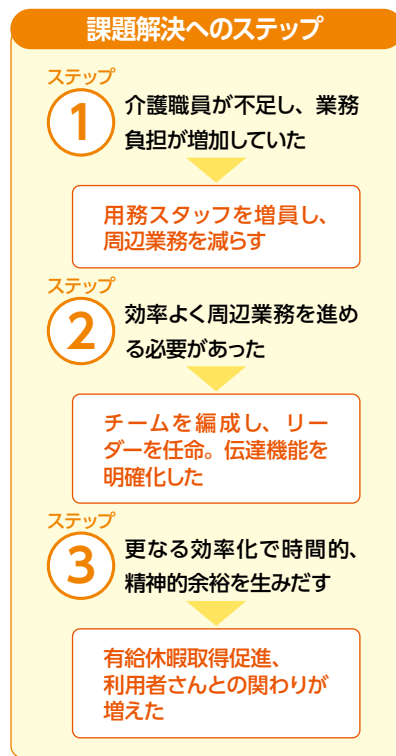 課題解決へのステップ
ステップ
1
介護職員が不足し、業務
負担が増加していた
用務スタッフを増員し、
周辺業務を減らす
ステップ
2
効率よく周辺業務を進め
る必要があった
チームを編成し、リー
ダーを任命。伝達機能を
明確化した
ステップ
3
更なる効率化で時間的、
精神的余裕を生みだす
有給休暇取得促進、
利用者さんとの関わりが
増えた